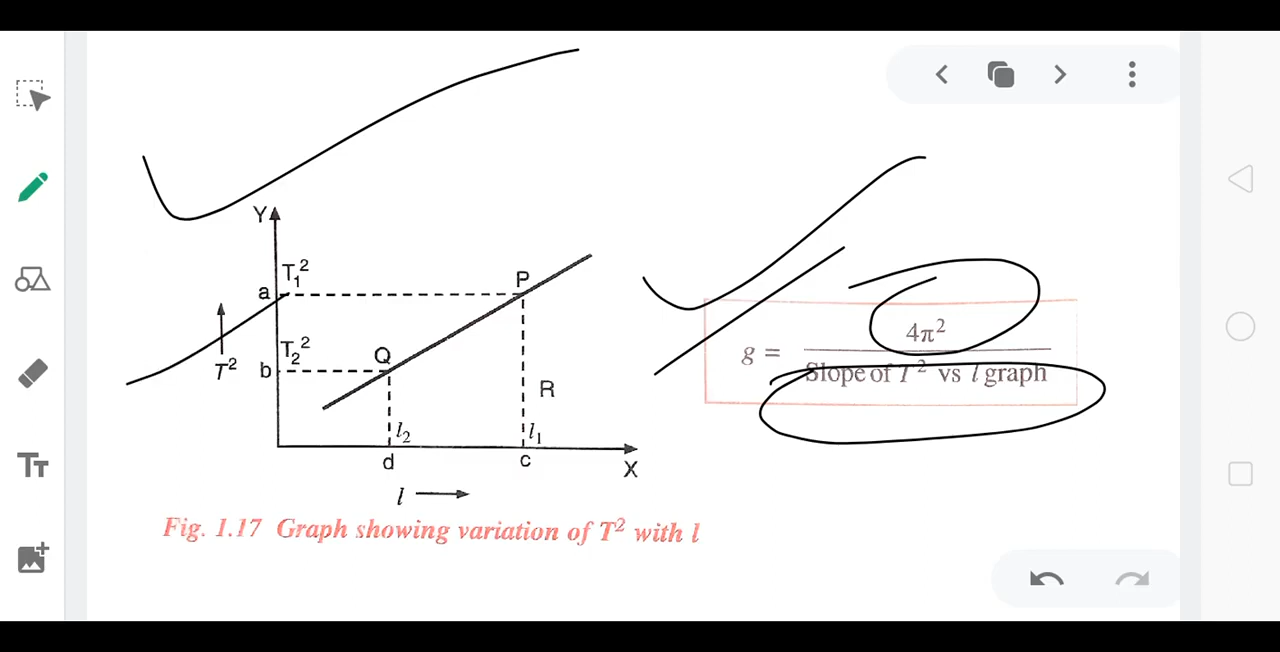 Y
T₁²
a
P
T₂²
T²
b
Q
R
l₂
l₁
d
c
X
l
g = 4π² / Slope of T² vs l graph
Fig. 1.17 Graph showing variation of T² with l
TT